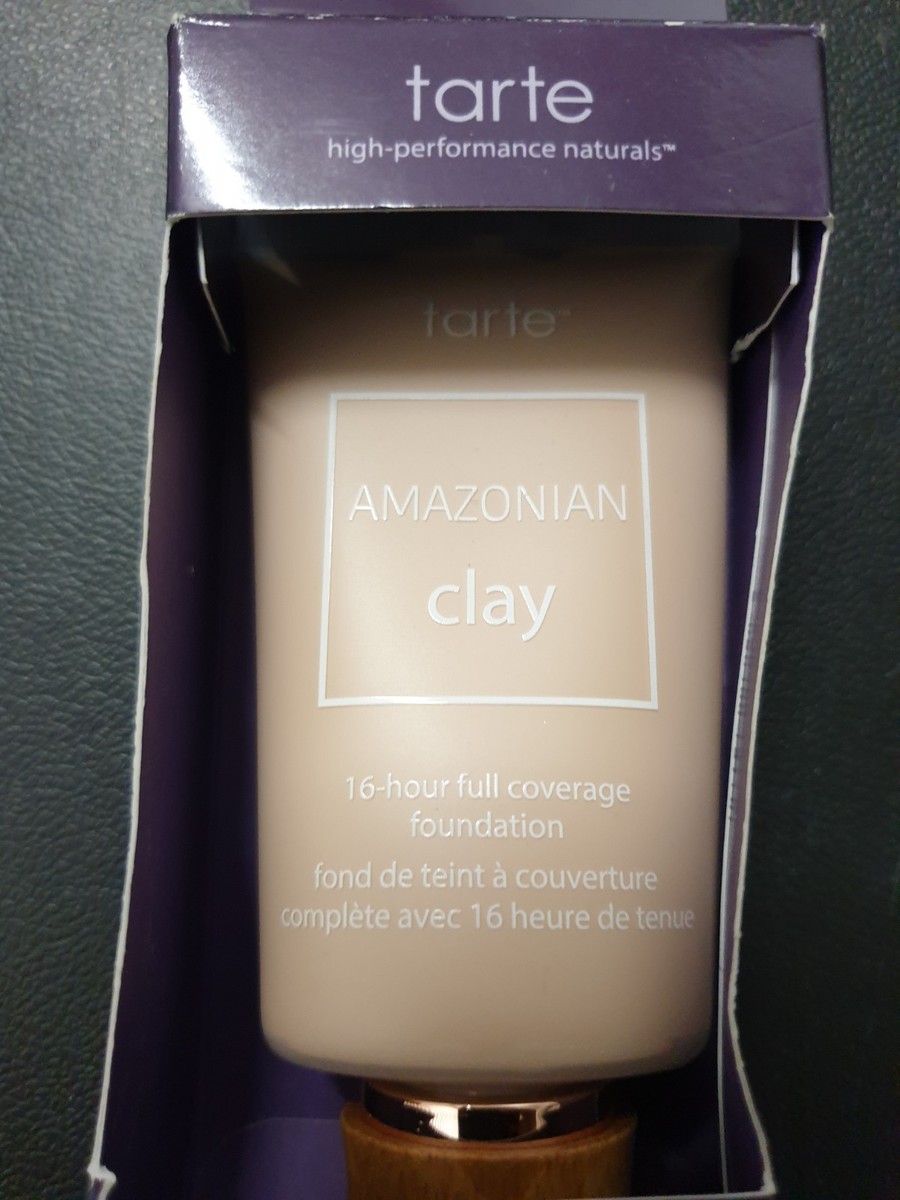 tarte
high-performance naturals™
tarte™
AMAZONIAN
clay
16-hour full coverage
foundation
fond de teint à couverture
complète avec 16 heure de tenue